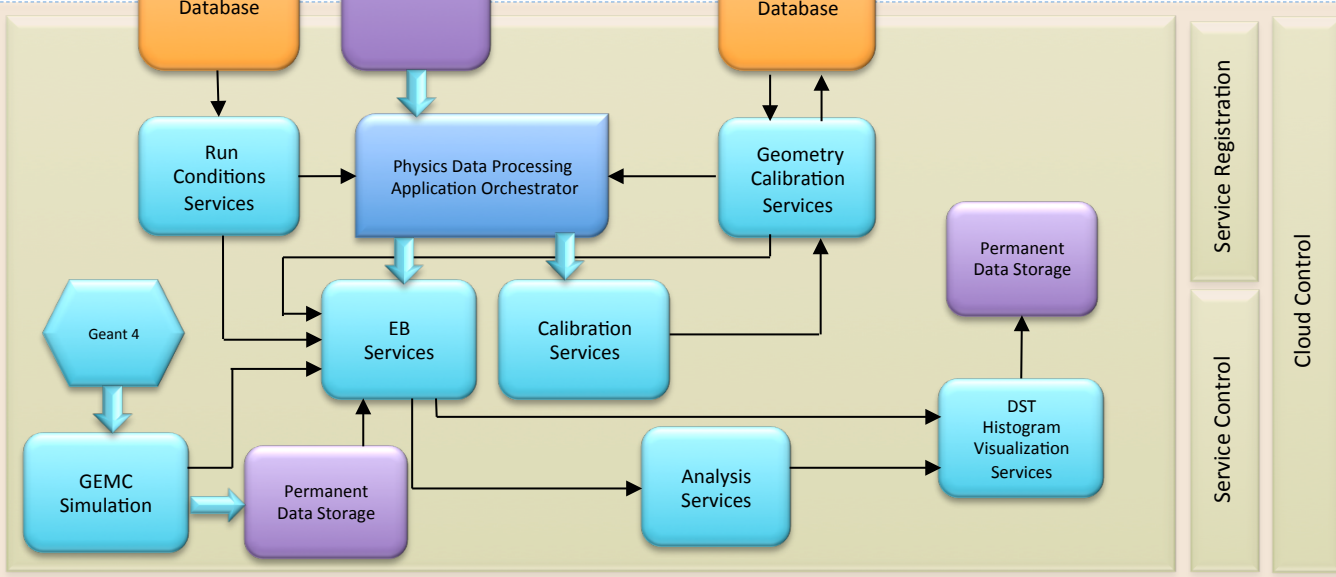 Database
Database
Run
Conditions
Services
Physics Data Processing
Application Orchestrator
Geometry
Calibration
Services
Permanent
Data Storage
Geant 4
EB
Services
Calibration
Services
DST
Histogram
Visualization
Services
GEMC
Simulation
Permanent
Data Storage
Analysis
Services
Service Registration
Service Control
Cloud Control